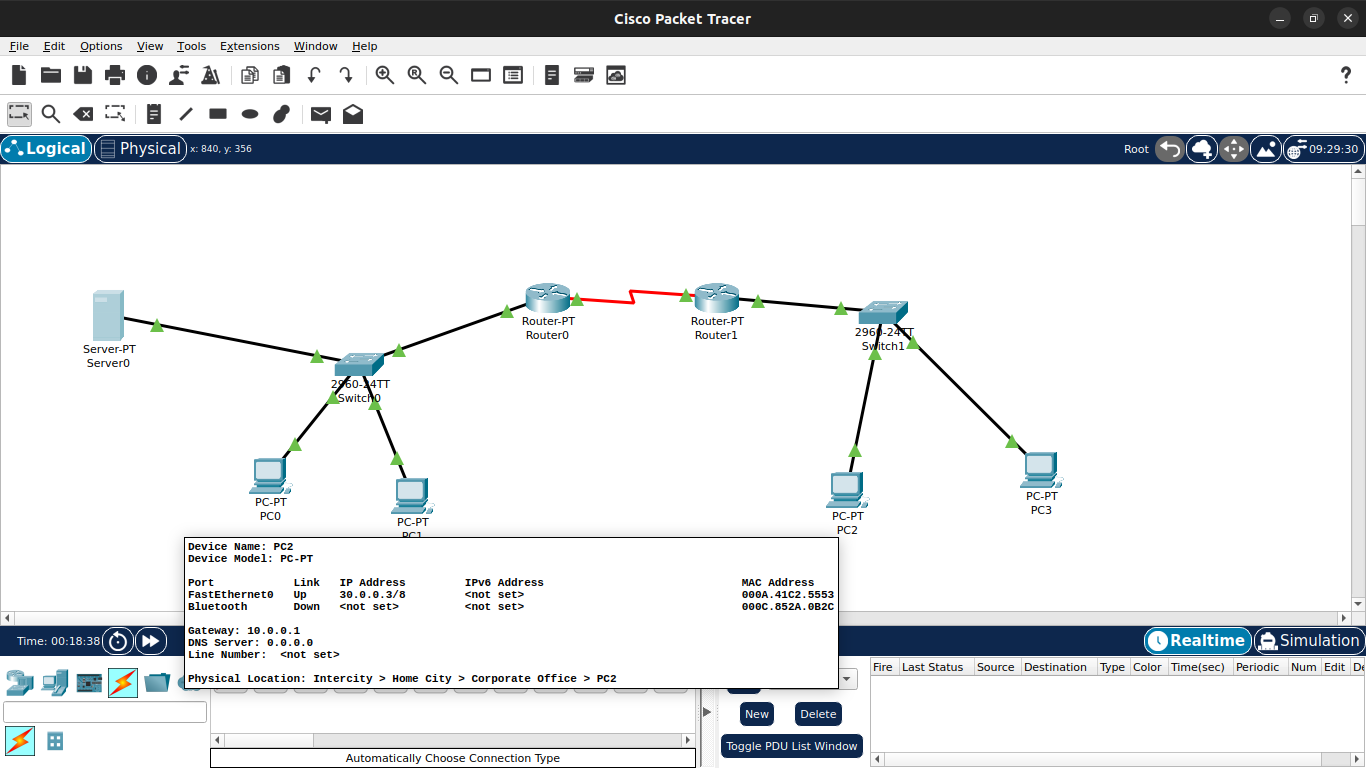 Cisco Packet Tracer
File Edit Options View Tools Extensions Window Help
Logical Physical x: 840, y: 356 Root 09:29:30
Server-PT
Server0
2960-24TT
Switch0
Router-PT
Router0
Router-PT
Router1
2960-24TT
Switch1
PC-PT
PC0
PC-PT
PC1
PC-PT
PC2
PC-PT
PC3
Device Name: PC2
Device Model: PC-PT
Port Link IP Address IPv6 Address MAC Address
FastEthernet0 Up 30.0.0.3/8 <not set> 000A.41C2.5553
Bluetooth Down <not set> <not set> 000C.852A.0B2C
Gateway: 10.0.0.1
DNS Server: 0.0.0.0
Line Number: <not set>
Physical Location: Intercity > Home City > Corporate Office > PC2
Time: 00:18:38 Realtime Simulation
Fire Last Status Source Destination Type Color Time(sec) Periodic Num Edit De
New Delete
Toggle PDU List Window
Automatically Choose Connection Type